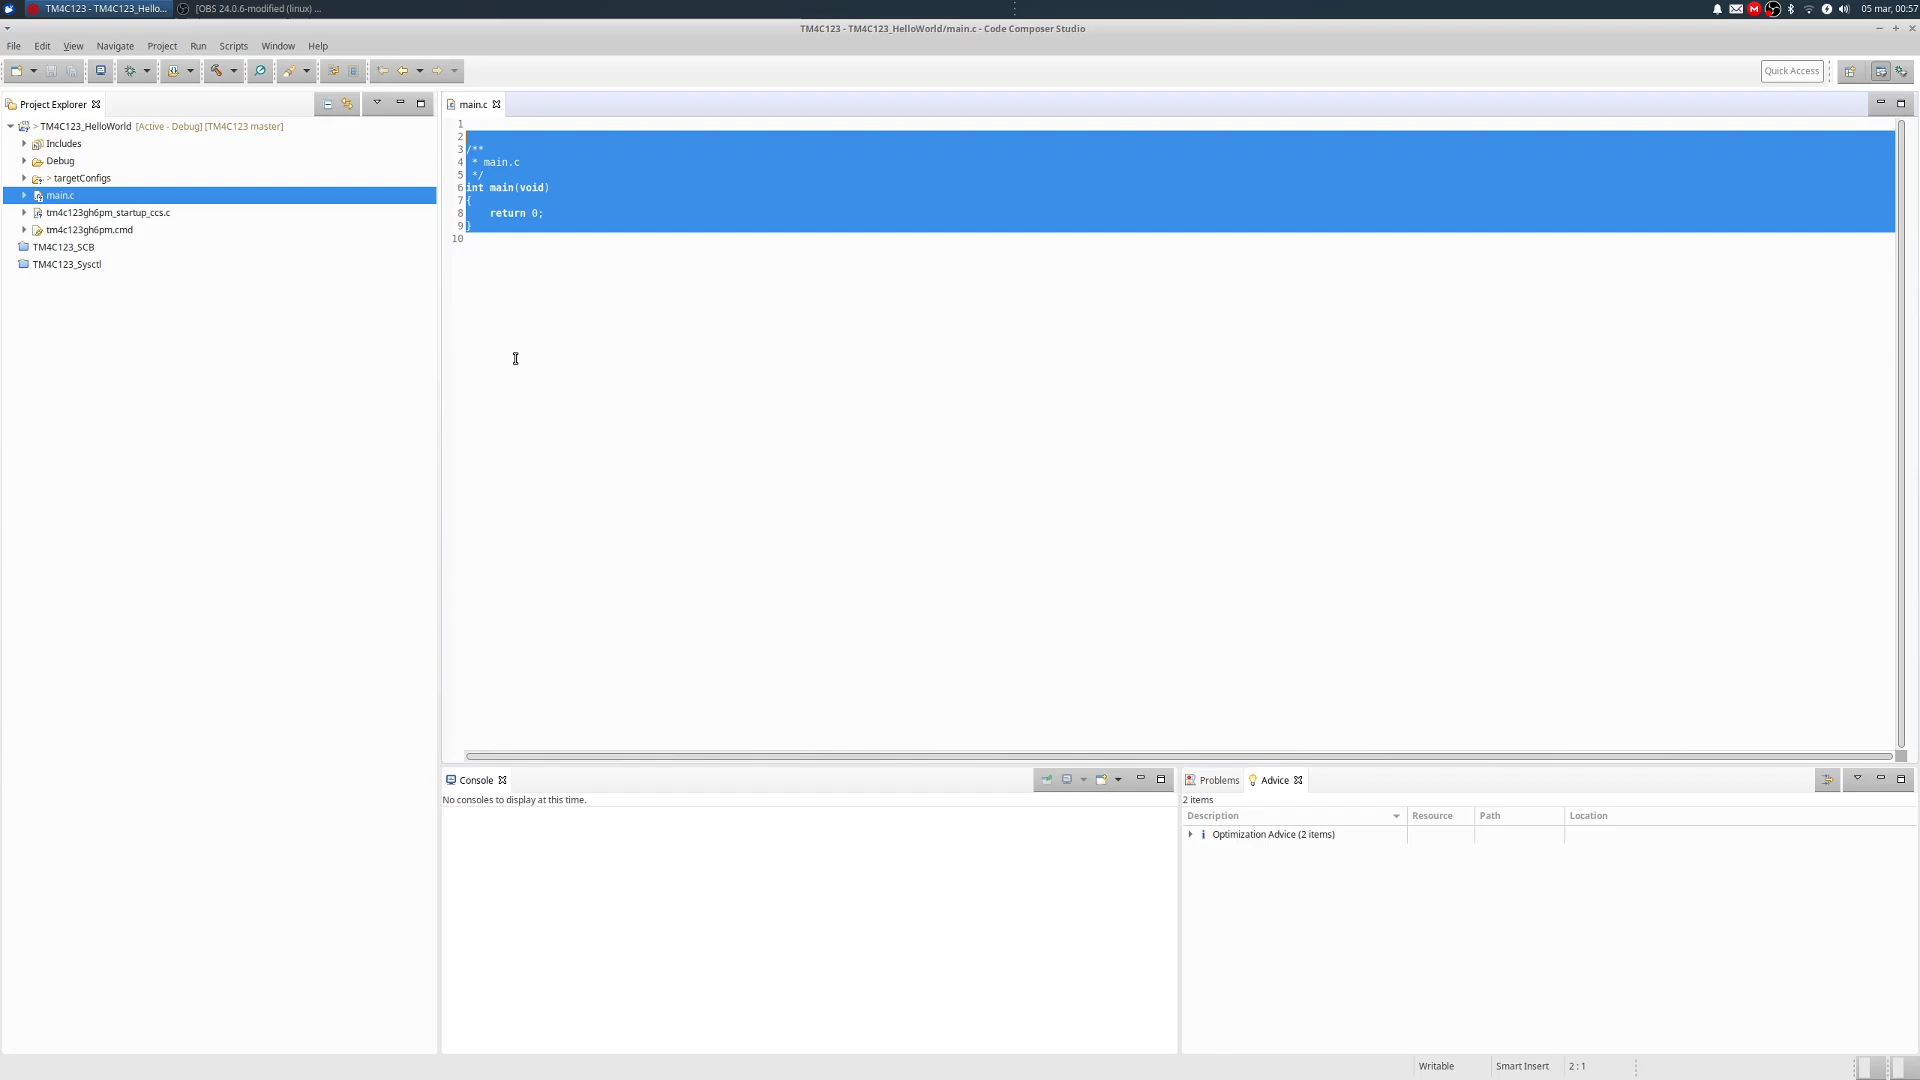 TM4C123 - TM4C123_Hello...
[OBS 24.0.6-modified (linux) ...
05 mar, 00:57
TM4C123 - TM4C123_HelloWorld/main.c - Code Composer Studio
File Edit View Navigate Project Run Scripts Window Help
Quick Access
Project Explorer
main.c
> TM4C123_HelloWorld [Active - Debug] [TM4C123 master]
Includes
Debug
> targetConfigs
main.c
tm4c123gh6pm_startup_ccs.c
tm4c123gh6pm.cmd
TM4C123_SCB
TM4C123_Sysctl
1
2
3 /**
4 * main.c
5 */
6 int main(void)
7 {
8 return 0;
9 }
10
Console
No consoles to display at this time.
Problems Advice
2 items
Description Resource Path Location
i Optimization Advice (2 items)
Writable Smart Insert 2 : 1